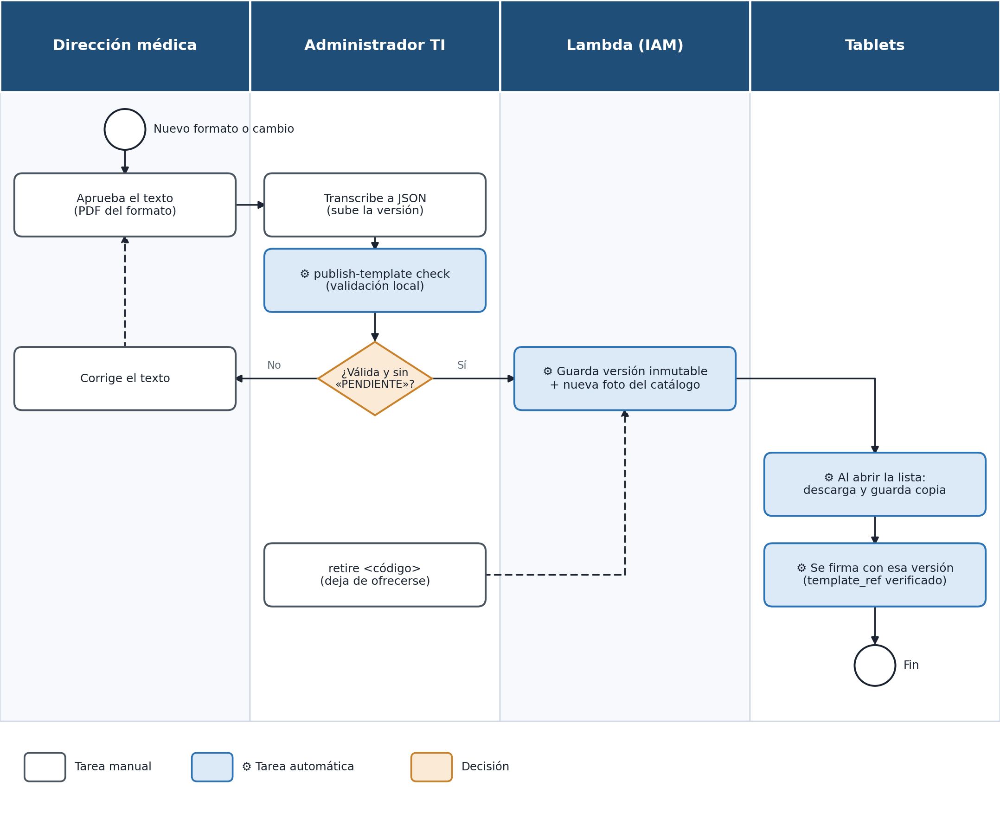 Dirección médica
Administrador TI
Lambda (IAM)
Tablets
Nuevo formato o cambio
Aprueba el texto
(PDF del formato)
Transcribe a JSON
(sube la versión)
⚙ publish-template check
(validación local)
Corrige el texto
No
¿Válida y sin
«PENDIENTE»?
Sí
⚙ Guarda versión inmutable
+ nueva foto del catálogo
⚙ Al abrir la lista:
descarga y guarda copia
retire <código>
(deja de ofrecerse)
⚙ Se firma con esa versión
(template_ref verificado)
Fin
Tarea manual
⚙ Tarea automática
Decisión